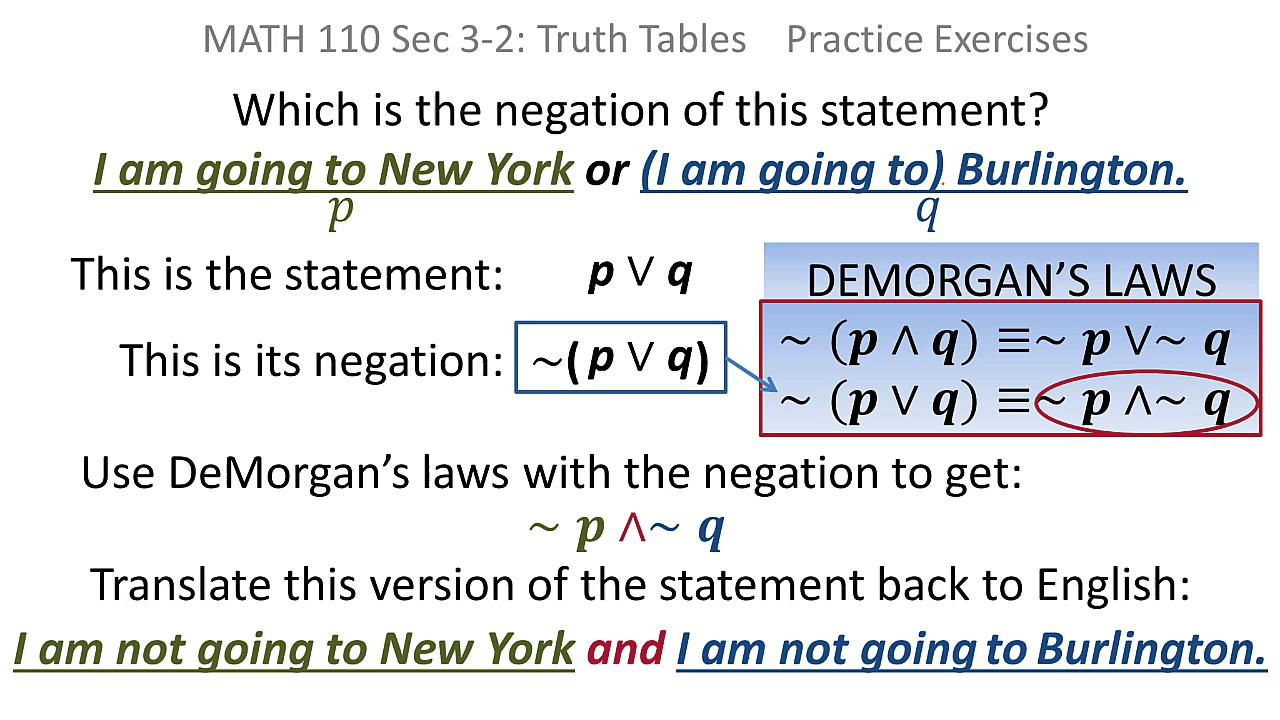 MATH 110 Sec 3-2: Truth Tables Practice Exercises
Which is the negation of this statement?
I am going to New York or (I am going to) Burlington.
p q
This is the statement: p ∨ q
DEMORGAN’S LAWS
∼ (p ∧ q) ≡∼ p ∨∼ q
This is its negation: ∼( p ∨ q)
∼ (p ∨ q) ≡∼ p ∧∼ q
Use DeMorgan’s laws with the negation to get:
∼ p ∧∼ q
Translate this version of the statement back to English:
I am not going to New York and I am not going to Burlington.